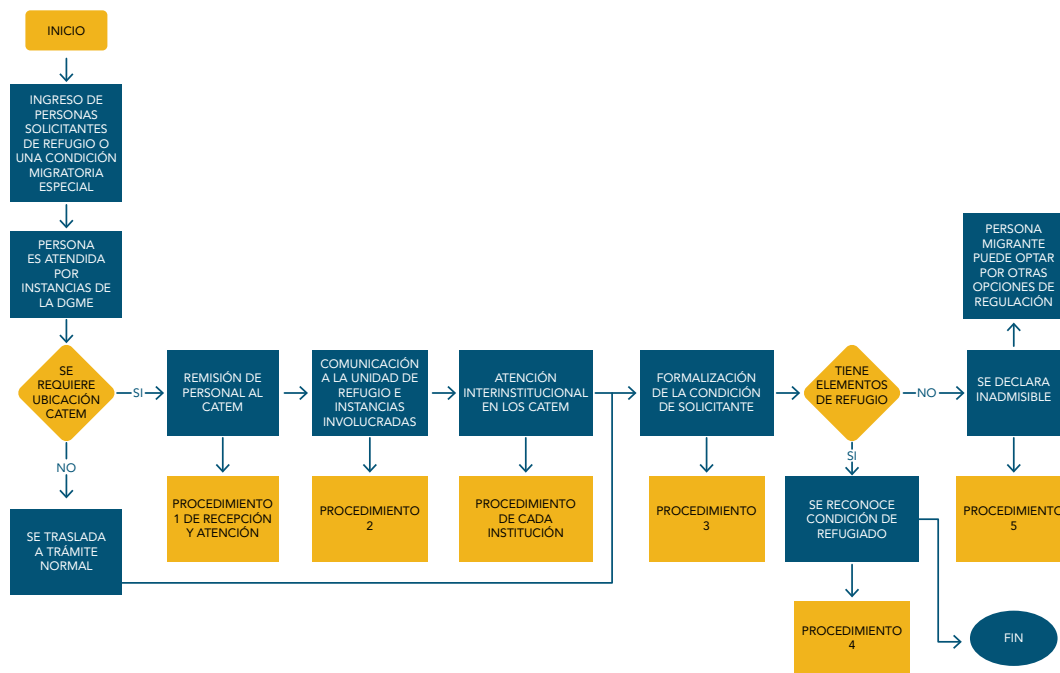 INICIO
INGRESO DE
PERSONAS
SOLICITANTES
DE REFUGIO O
UNA CONDICIÓN
MIGRATORIA
ESPECIAL
PERSONA
ES ATENDIDA
POR
INSTANCIAS DE
LA DGME
SE
REQUIERE
UBICACIÓN
CATEM
SI
NO
SE TRASLADA
A TRÁMITE
NORMAL
REMISIÓN DE
PERSONAL AL
CATEM
PROCEDIMIENTO
1 DE RECEPCIÓN
Y ATENCIÓN
COMUNICACIÓN
A LA UNIDAD DE
REFUGIO E
INSTANCIAS
INVOLUCRADAS
PROCEDIMIENTO
2
ATENCIÓN
INTERINSTITUCIONAL
EN LOS CATEM
PROCEDIMIENTO
DE CADA
INSTITUCIÓN
FORMALIZACIÓN
DE LA CONDICIÓN
DE SOLICITANTE
PROCEDIMIENTO
3
TIENE
ELEMENTOS
DE REFUGIO
SI
SE RECONOCE
CONDICIÓN DE
REFUGIADO
PROCEDIMIENTO
4
NO
SE DECLARA
INADMISIBLE
PERSONA
MIGRANTE
PUEDE OPTAR
POR OTRAS
OPCIONES DE
REGULACIÓN
PROCEDIMIENTO
5
FIN